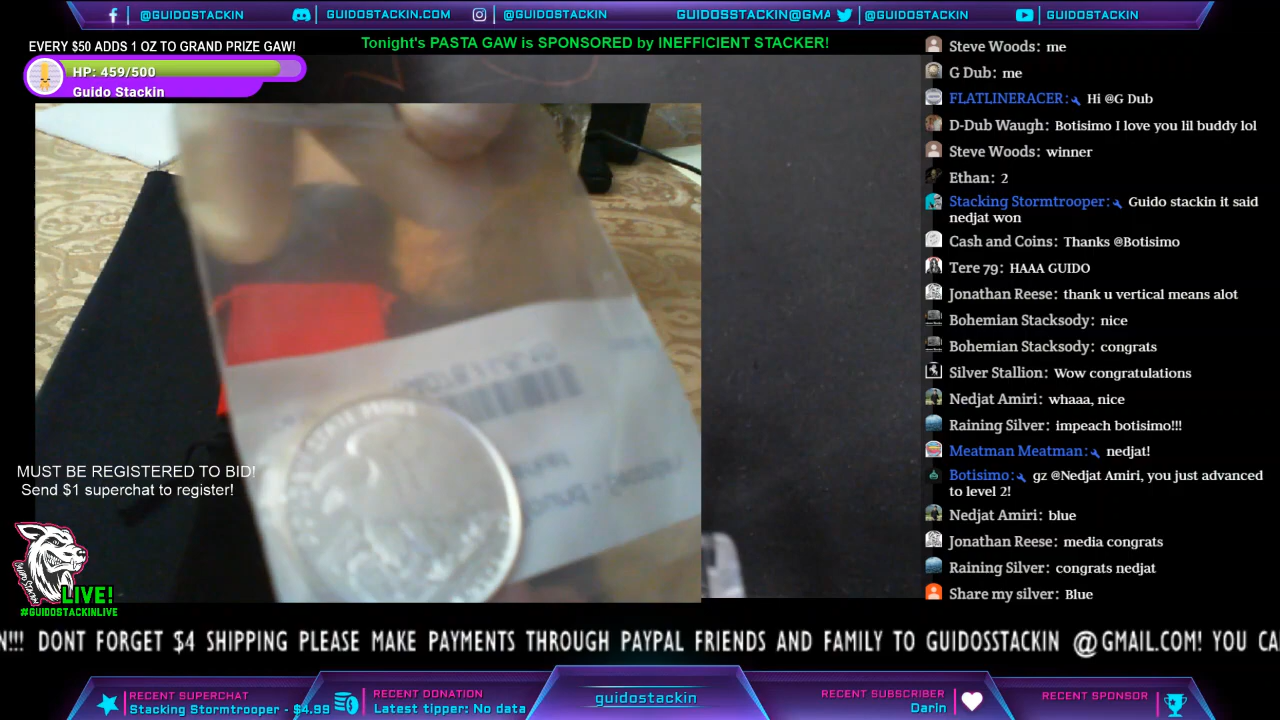 @GUIDOSTACKIN
GUIDOSTACKIN.COM
@GUIDOSTACKIN
GUIDOSSTACKIN@GMA
@GUIDOSTACKIN
GUIDOSTACKIN
EVERY $50 ADDS 1 OZ TO GRAND PRIZE GAW!
Tonight's PASTA GAW is SPONSORED by INEFFICIENT STACKER!
HP: 459/500
Guido Stackin
Steve Woods: me
G Dub: me
FLATLINERACER: Hi @G Dub
D-Dub Waugh: Botisimo I love you lil buddy lol
Steve Woods: winner
Ethan: 2
Stacking Stormtrooper: Guido stackin it said
nedjat won
Cash and Coins: Thanks @Botisimo
Tere 79: HAAA GUIDO
Jonathan Reese: thank u vertical means alot
Bohemian Stacksody: nice
Bohemian Stacksody: congrats
Silver Stallion: Wow congratulations
Nedjat Amiri: whaaa, nice
Raining Silver: impeach botisimo!!!
Meatman Meatman: nedjat!
Botisimo: gz @Nedjat Amiri, you just advanced
to level 2!
Nedjat Amiri: blue
Jonathan Reese: media congrats
Raining Silver: congrats nedjat
Share my silver: Blue
STATE MINT
MUST BE REGISTERED TO BID!
Send $1 superchat to register!
GUIDO STACKIN
LIVE!
#GUIDOSTACKINLIVE
N!!! DONT FORGET $4 SHIPPING PLEASE MAKE PAYMENTS THROUGH PAYPAL FRIENDS AND FAMILY TO GUIDOSSTACKIN @GMAIL.COM! YOU CA
RECENT SUPERCHAT
Stacking Stormtrooper - $4.99
RECENT DONATION
Latest tipper: No data
guidostackin
RECENT SUBSCRIBER
Darin
RECENT SPONSOR